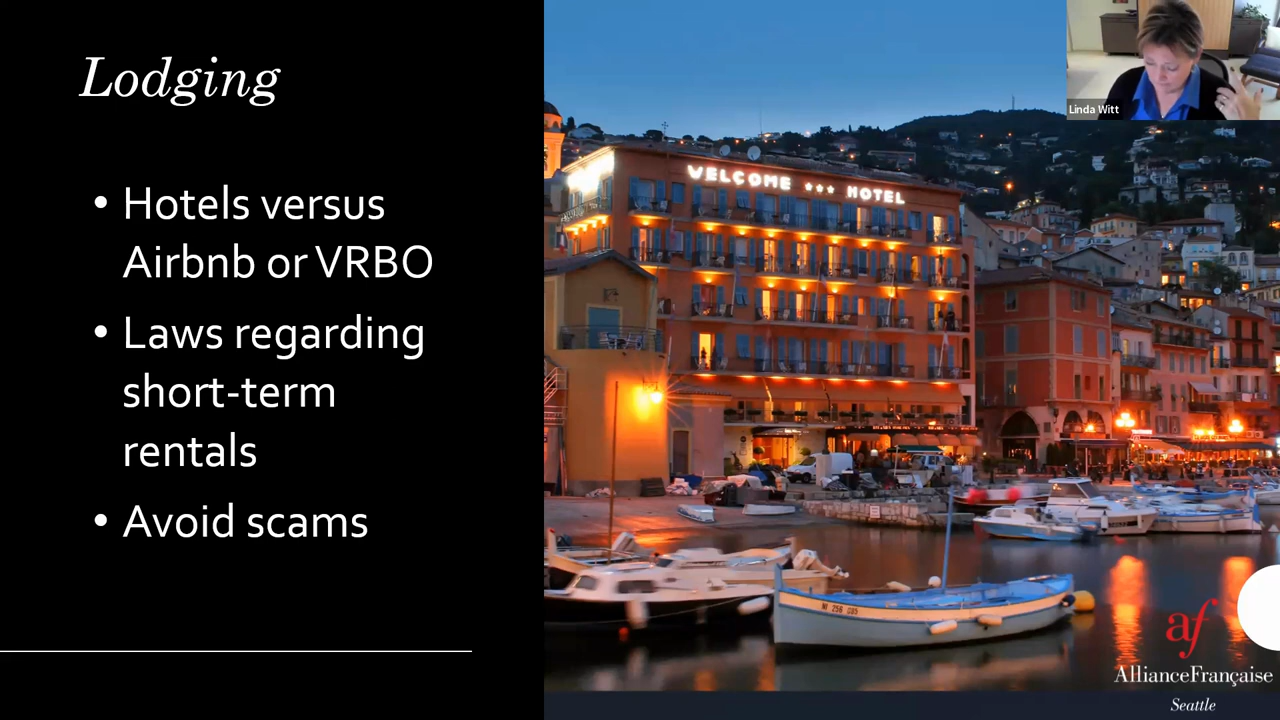 Lodging
• Hotels versus
Airbnb or VRBO
• Laws regarding
short-term
rentals
• Avoid scams
WELCOME *** HOTEL
Linda Witt
af
AllianceFrançaise
Seattle